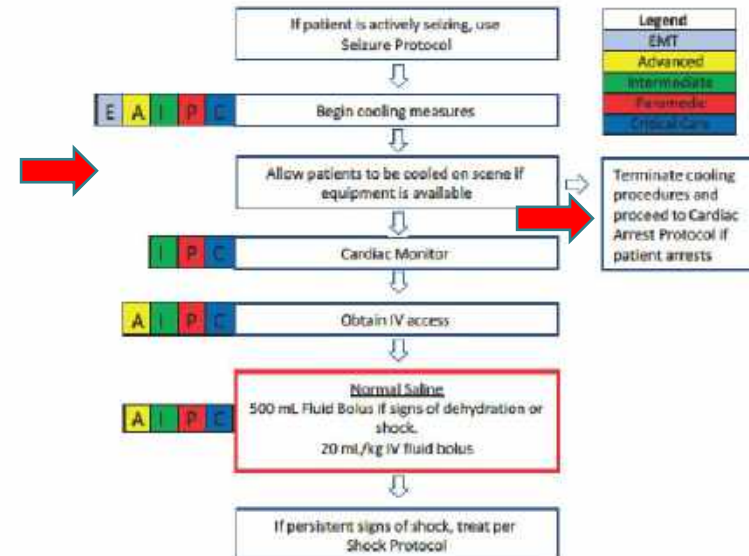 If patient is actively seizing, use
Seizure Protocol
Legend
EMT
Advanced
Intermediate
Paramedic
Critical Care
E A I P C
Begin cooling measures
Allow patients to be cooled on scene if
equipment is available
Terminate cooling
procedures and
proceed to Cardiac
Arrest Protocol if
patient arrests
I P C
Cardiac Monitor
A I P C
Obtain IV access
A I P C
Normal Saline
500 mL Fluid Bolus if signs of dehydration or
shock.
20 mL/kg IV fluid bolus
If persistent signs of shock, treat per
Shock Protocol